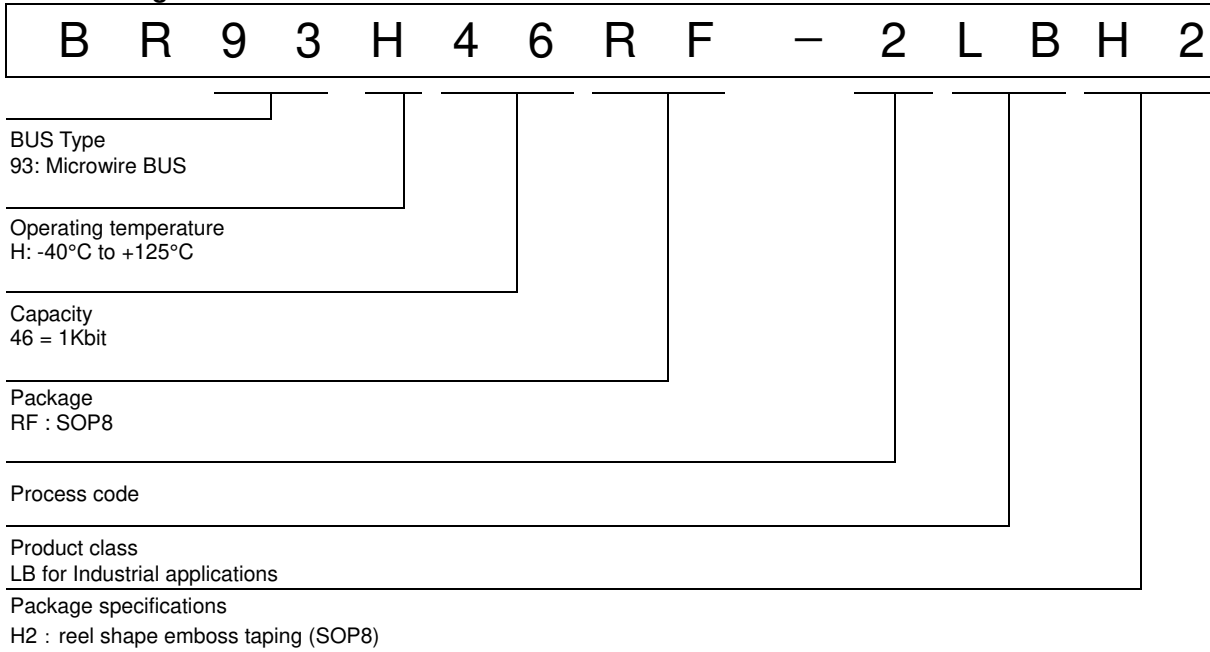 B R 9 3 H 4 6 R F － 2 L B H 2
BUS Type
93: Microwire BUS
Operating temperature
H: -40°C to +125°C
Capacity
46 = 1Kbit
Package
RF : SOP8
Process code
Product class
LB for Industrial applications
Package specifications
H2：reel shape emboss taping (SOP8)